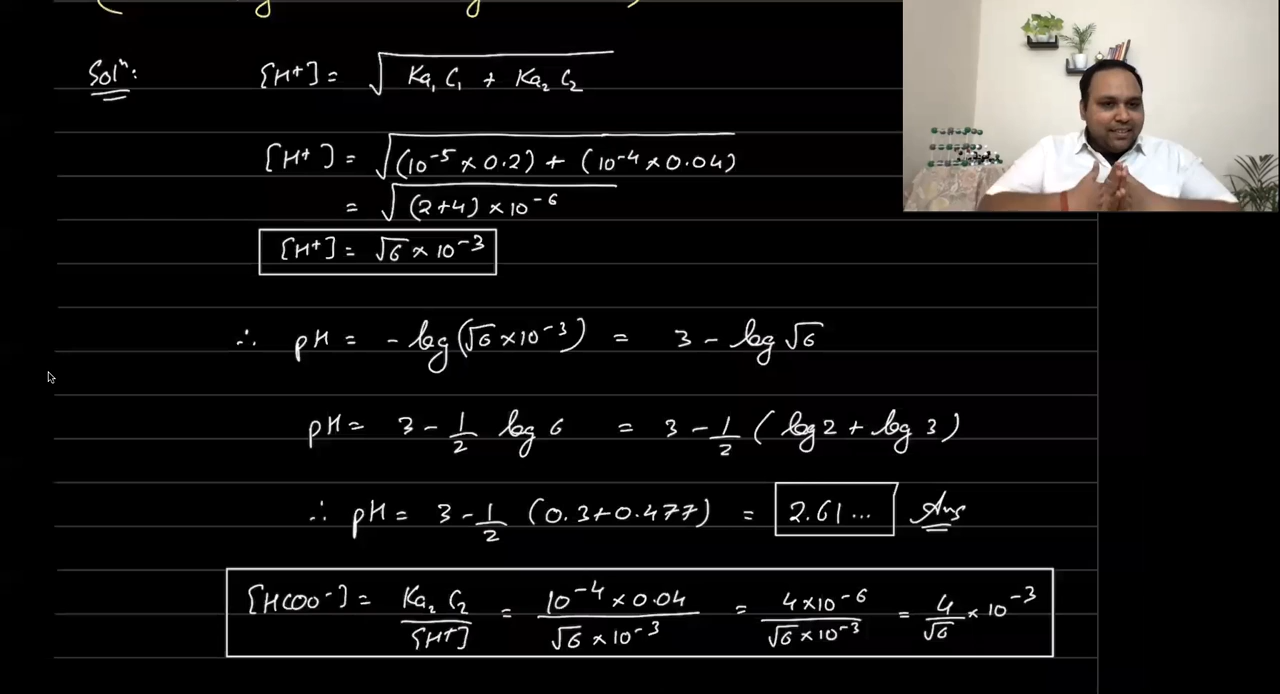 Solⁿ: [H⁺] = √(Ka₁ C₁ + Ka₂ C₂)
[H⁺] = √((10⁻⁵ × 0.2) + (10⁻⁴ × 0.04))
= √((2+4) × 10⁻⁶)
[H⁺] = √6 × 10⁻³
∴ pH = -log(√6 × 10⁻³) = 3 - log √6
pH = 3 - 1/2 log 6 = 3 - 1/2 (log 2 + log 3)
∴ pH = 3 - 1/2 (0.3 + 0.477) = 2.61... Ans
[HCOO⁻] = Ka₂ C₂ / [H⁺] = 10⁻⁴ × 0.04 / √6 × 10⁻³ = 4 × 10⁻⁶ / √6 × 10⁻³ = 4/√6 × 10⁻³